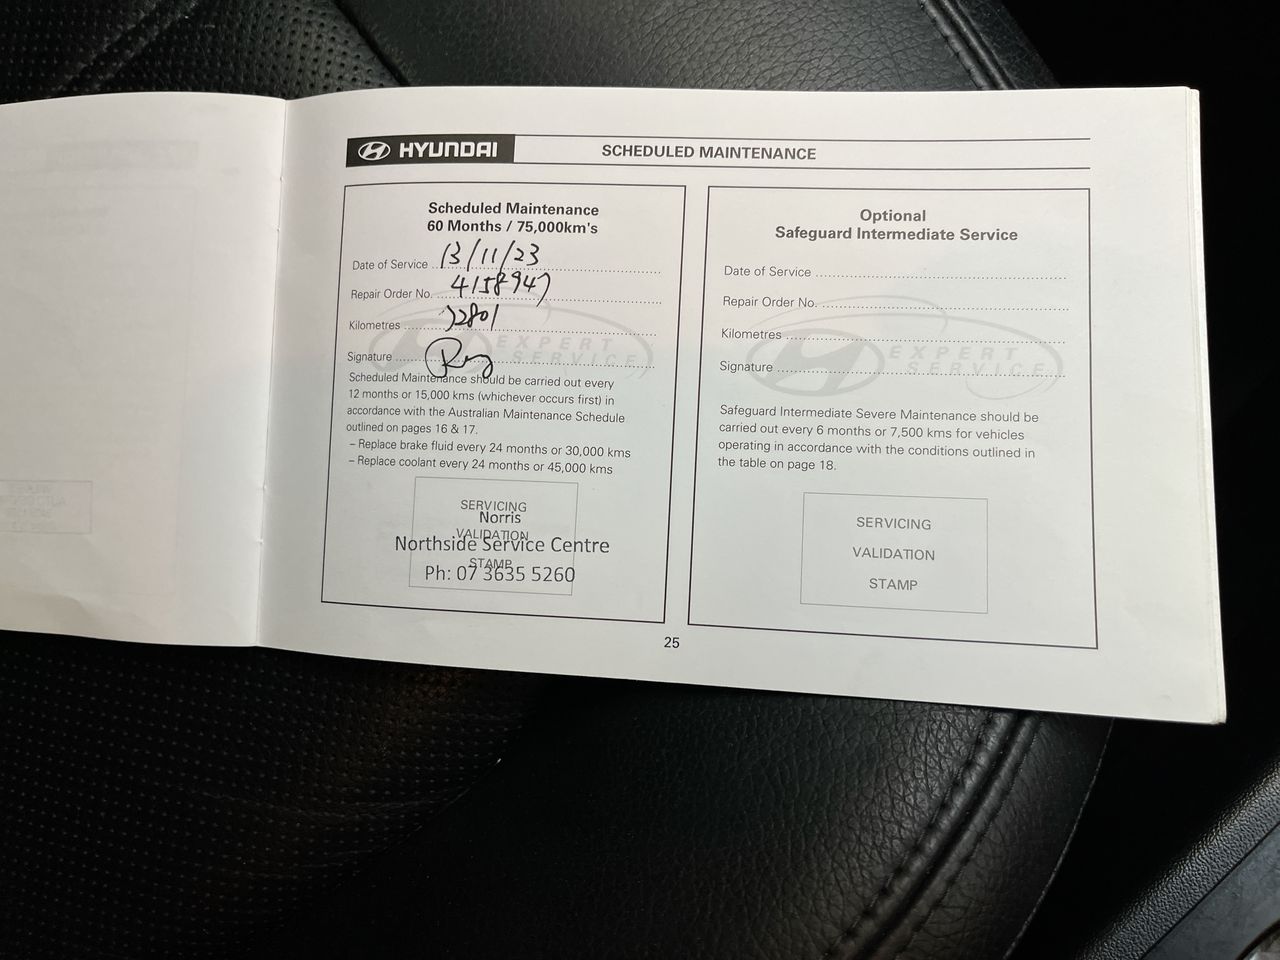 HYUNDAI
SCHEDULED MAINTENANCE
Scheduled Maintenance
60 Months / 75,000km's
Date of Service 13/11/23
Repair Order No. 4158947
Kilometres 32801
Signature
EXPERT
SERVICE
Scheduled Maintenance should be carried out every
12 months or 15,000 kms (whichever occurs first) in
accordance with the Australian Maintenance Schedule
outlined on pages 16 & 17.
– Replace brake fluid every 24 months or 30,000 kms
– Replace coolant every 24 months or 45,000 kms
SERVICING
Norris
VALIDATION
Northside Service Centre
STAMP
Ph: 07 3635 5260
Optional
Safeguard Intermediate Service
Date of Service
Repair Order No.
Kilometres
Signature
EXPERT
SERVICE
Safeguard Intermediate Severe Maintenance should be
carried out every 6 months or 7,500 kms for vehicles
operating in accordance with the conditions outlined in
the table on page 18.
SERVICING
VALIDATION
STAMP
25